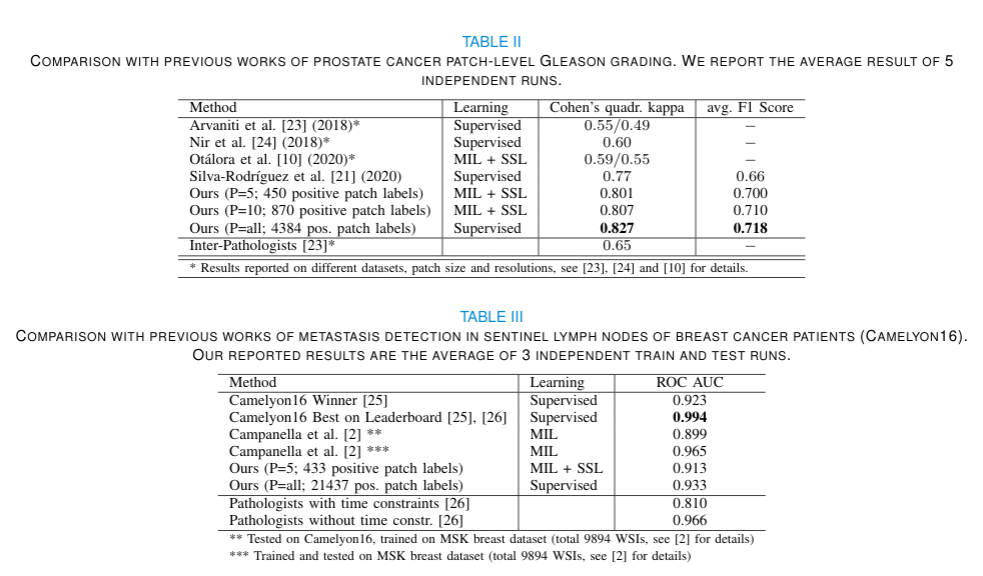 TABLE II
COMPARISON WITH PREVIOUS WORKS OF PROSTATE CANCER PATCH-LEVEL GLEASON GRADING. WE REPORT THE AVERAGE RESULT OF 5
INDEPENDENT RUNS.
Method Learning Cohen's quadr. kappa avg. F1 Score
Arvaniti et al. [23] (2018)* Supervised 0.55/0.49 –
Nir et al. [24] (2018)* Supervised 0.60 –
Otálora et al. [10] (2020)* MIL + SSL 0.59/0.55 –
Silva-Rodríguez et al. [21] (2020) Supervised 0.77 0.66
Ours (P=5; 450 positive patch labels) MIL + SSL 0.801 0.700
Ours (P=10; 870 positive patch labels) MIL + SSL 0.807 0.710
Ours (P=all; 4384 pos. patch labels) Supervised 0.827 0.718
Inter-Pathologists [23]* 0.65 –
* Results reported on different datasets, patch size and resolutions, see [23], [24] and [10] for details.
TABLE III
COMPARISON WITH PREVIOUS WORKS OF METASTASIS DETECTION IN SENTINEL LYMPH NODES OF BREAST CANCER PATIENTS (CAMELYON16).
OUR REPORTED RESULTS ARE THE AVERAGE OF 3 INDEPENDENT TRAIN AND TEST RUNS.
Method Learning ROC AUC
Camelyon16 Winner [25] Supervised 0.923
Camelyon16 Best on Leaderboard [25], [26] Supervised 0.994
Campanella et al. [2] ** MIL 0.899
Campanella et al. [2] *** MIL 0.965
Ours (P=5; 433 positive patch labels) MIL + SSL 0.913
Ours (P=all; 21437 pos. patch labels) Supervised 0.933
Pathologists with time constraints [26] 0.810
Pathologists without time constr. [26] 0.966
** Tested on Camelyon16, trained on MSK breast dataset (total 9894 WSIs, see [2] for details)
*** Trained and tested on MSK breast dataset (total 9894 WSIs, see [2] for details)